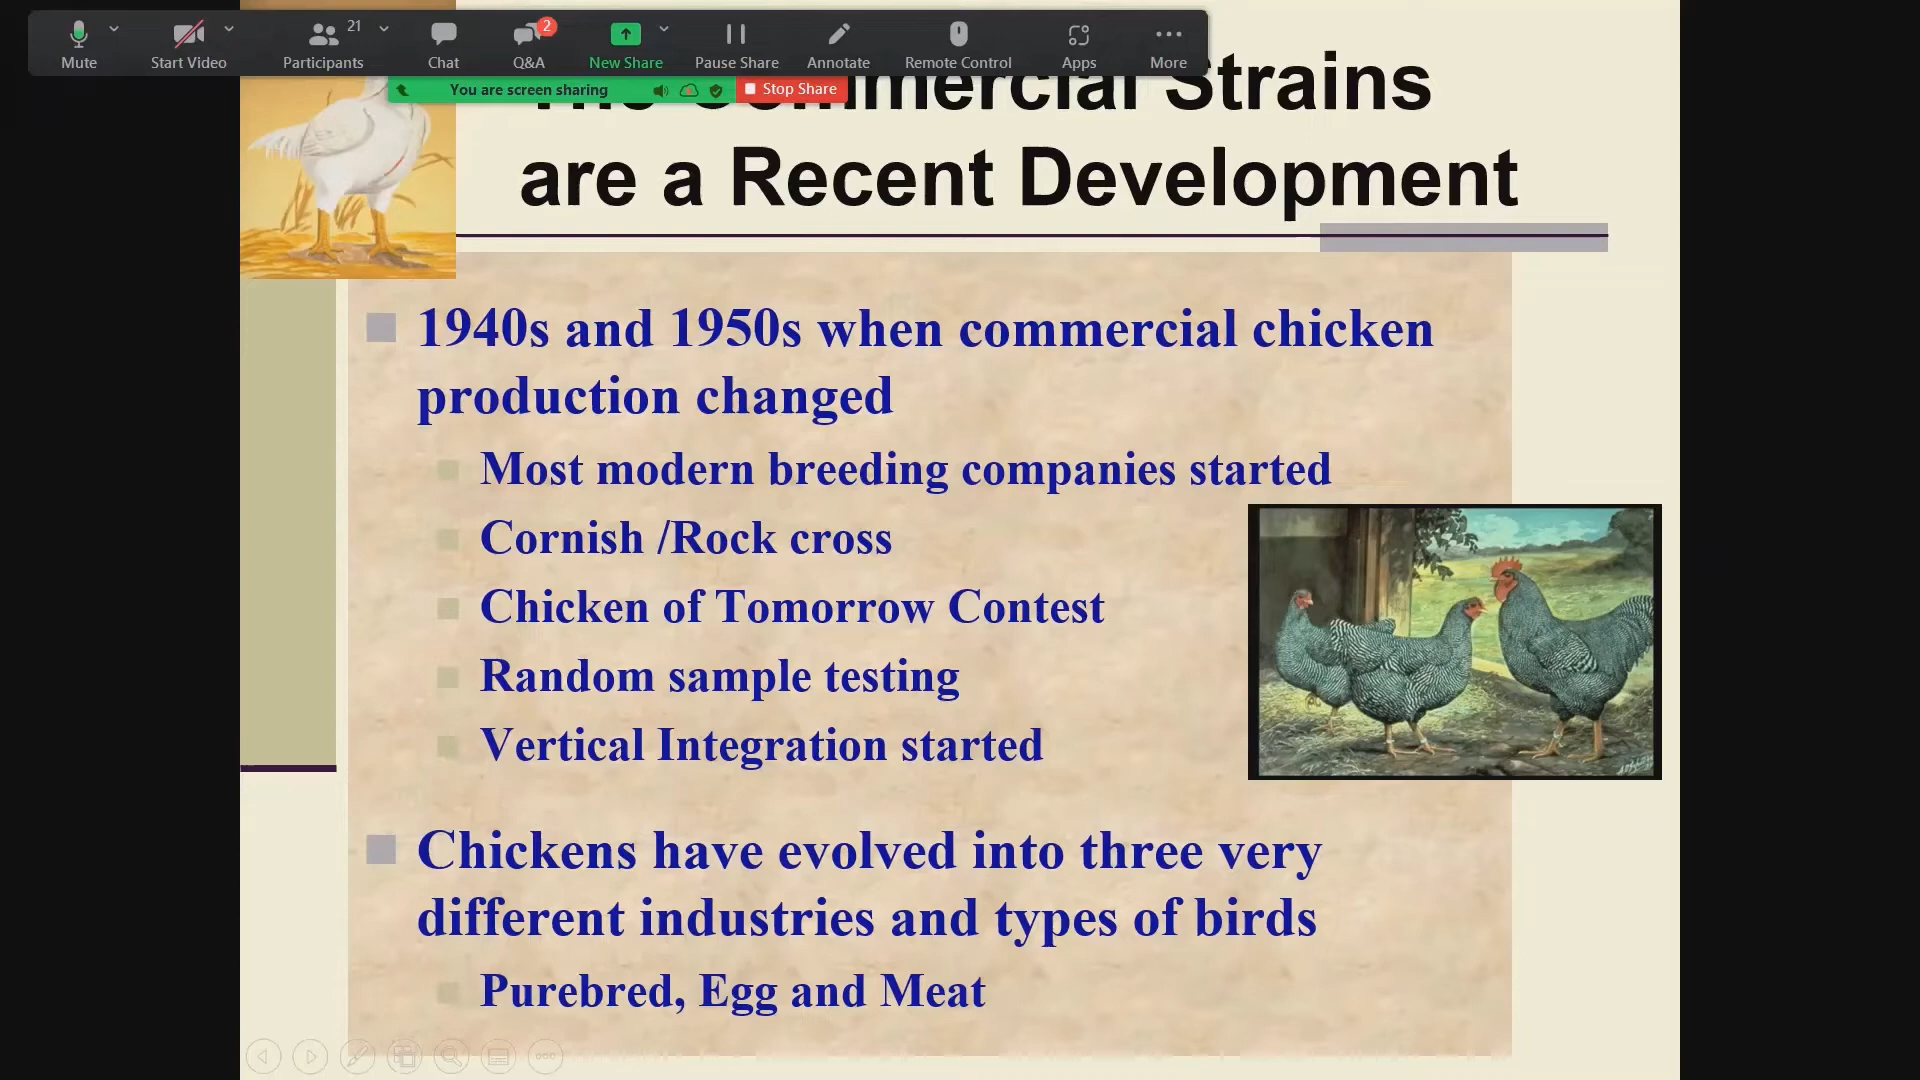 21
2
Mute
Start Video
Participants
Chat
Q&A
New Share
Pause Share
Annotate
Remote Control
Apps
More
You are screen sharing
Stop Share
The Commercial Strains
are a Recent Development
1940s and 1950s when commercial chicken
production changed
Most modern breeding companies started
Cornish /Rock cross
Chicken of Tomorrow Contest
Random sample testing
Vertical Integration started
Chickens have evolved into three very
different industries and types of birds
Purebred, Egg and Meat